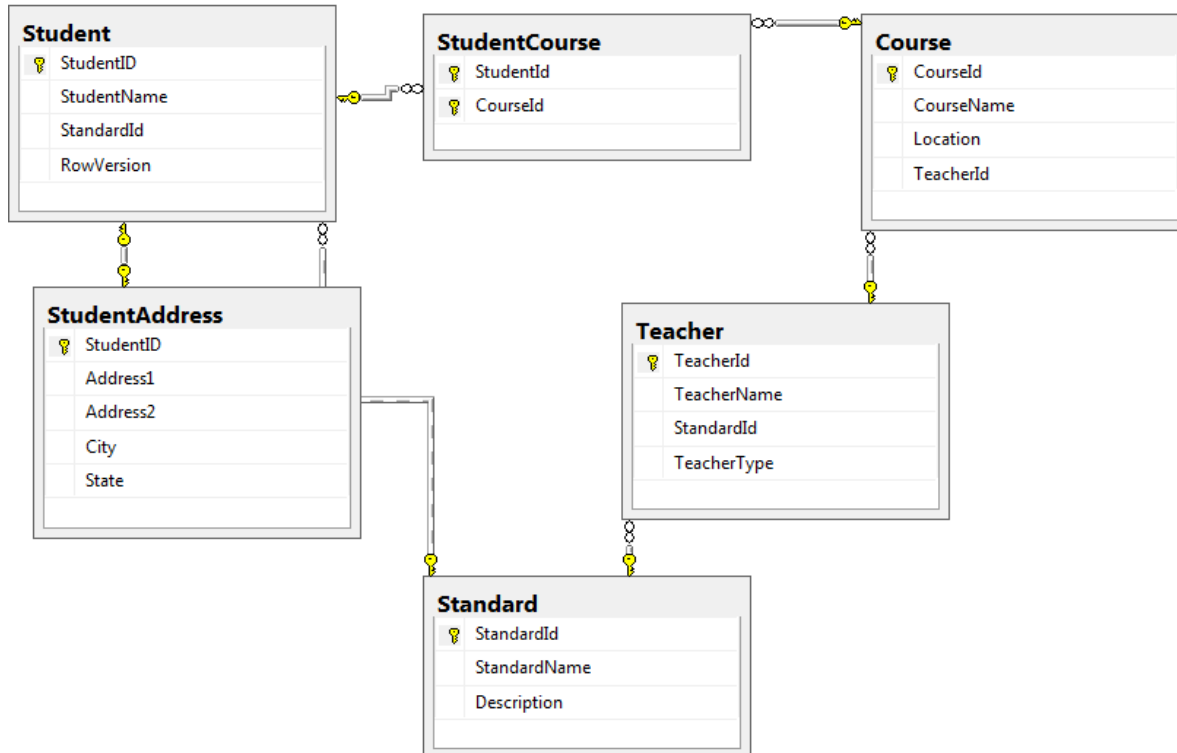 Student
StudentID
StudentName
StandardId
RowVersion
StudentCourse
StudentId
CourseId
Course
CourseId
CourseName
Location
TeacherId
StudentAddress
StudentID
Address1
Address2
City
State
Teacher
TeacherId
TeacherName
StandardId
TeacherType
Standard
StandardId
StandardName
Description